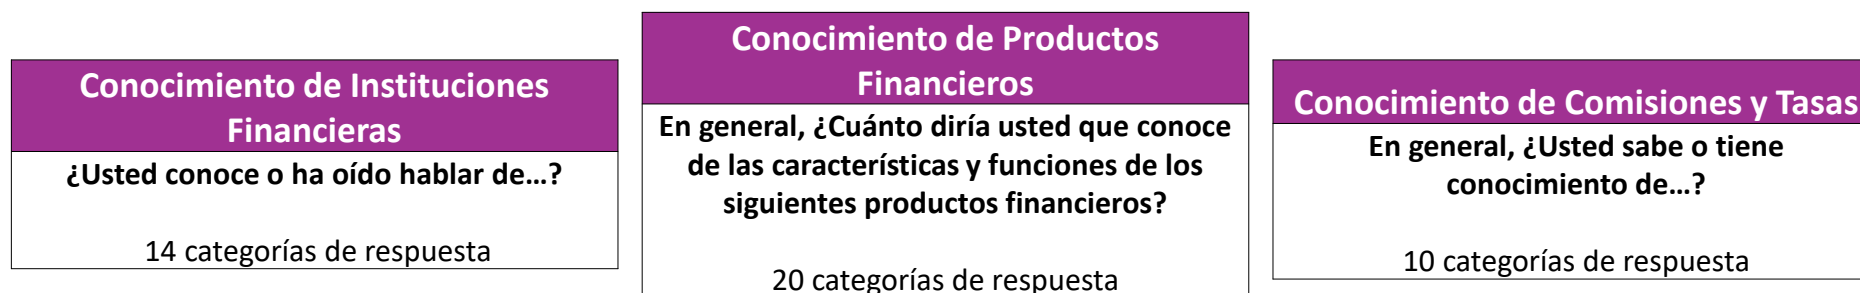 Conocimiento de Instituciones
Financieras
¿Usted conoce o ha oído hablar de…?
14 categorías de respuesta
Conocimiento de Productos
Financieros
En general, ¿Cuánto diría usted que conoce
de las características y funciones de los
siguientes productos financieros?
20 categorías de respuesta
Conocimiento de Comisiones y Tasas
En general, ¿Usted sabe o tiene
conocimiento de…?
10 categorías de respuesta